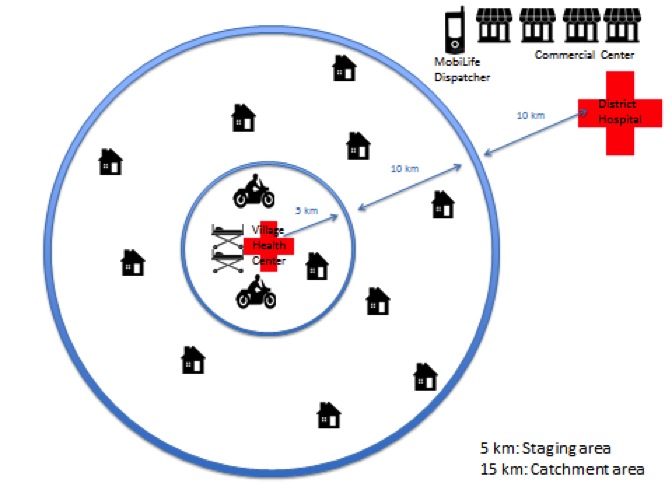 MobiLife
Dispatcher
Commercial Center
District
Hospital
10 km
10 km
5 km
Village
Health
Center
5 km: Staging area
15 km: Catchment area